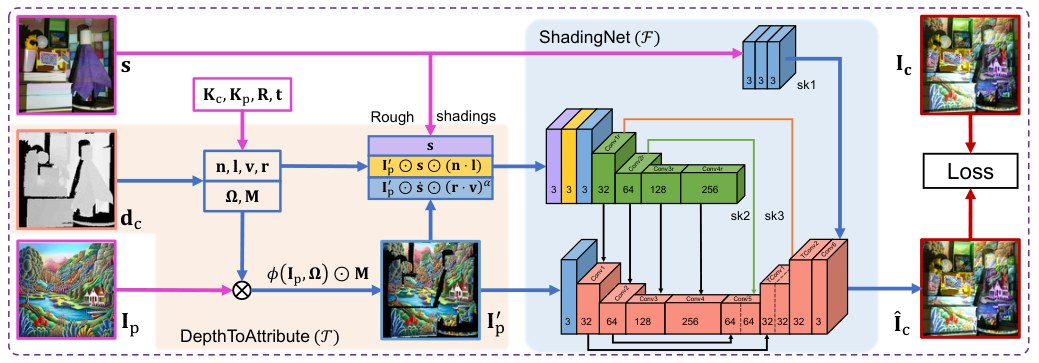 s
K_c, K_p, R, t
d_c
n, l, v, r
Ω, M
I_p
ϕ(I_p, Ω) ⊙ M
DepthToAttribute (𝒯)
Rough shadings
s
I′_p ⊙ s ⊙ (n · l)
I′_p ⊙ ṡ ⊙ (r · v)^α
I′_p
ShadingNet (ℱ)
3 3 3
sk1
Conv1r
Conv2r
Conv3r
Conv4r
3 3 3 32 64 128 256
sk2
sk3
Conv1
Conv2
Conv3
Conv4
Conv5
TConv1
TConv2
Conv6
3 32 64 128 256 64 64 32 32 32 3
I_c
Loss
Î_c